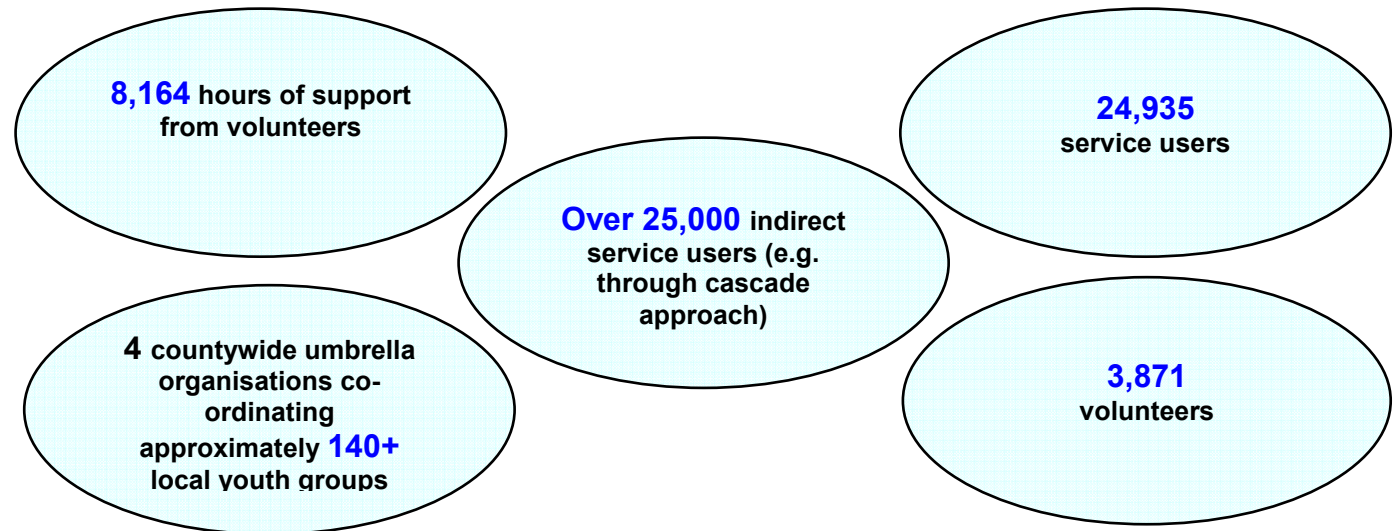 8,164 hours of support
from volunteers
24,935
service users
Over 25,000 indirect
service users (e.g.
through cascade
approach)
4 countywide umbrella
organisations co-
ordinating
approximately 140+
local youth groups
3,871
volunteers